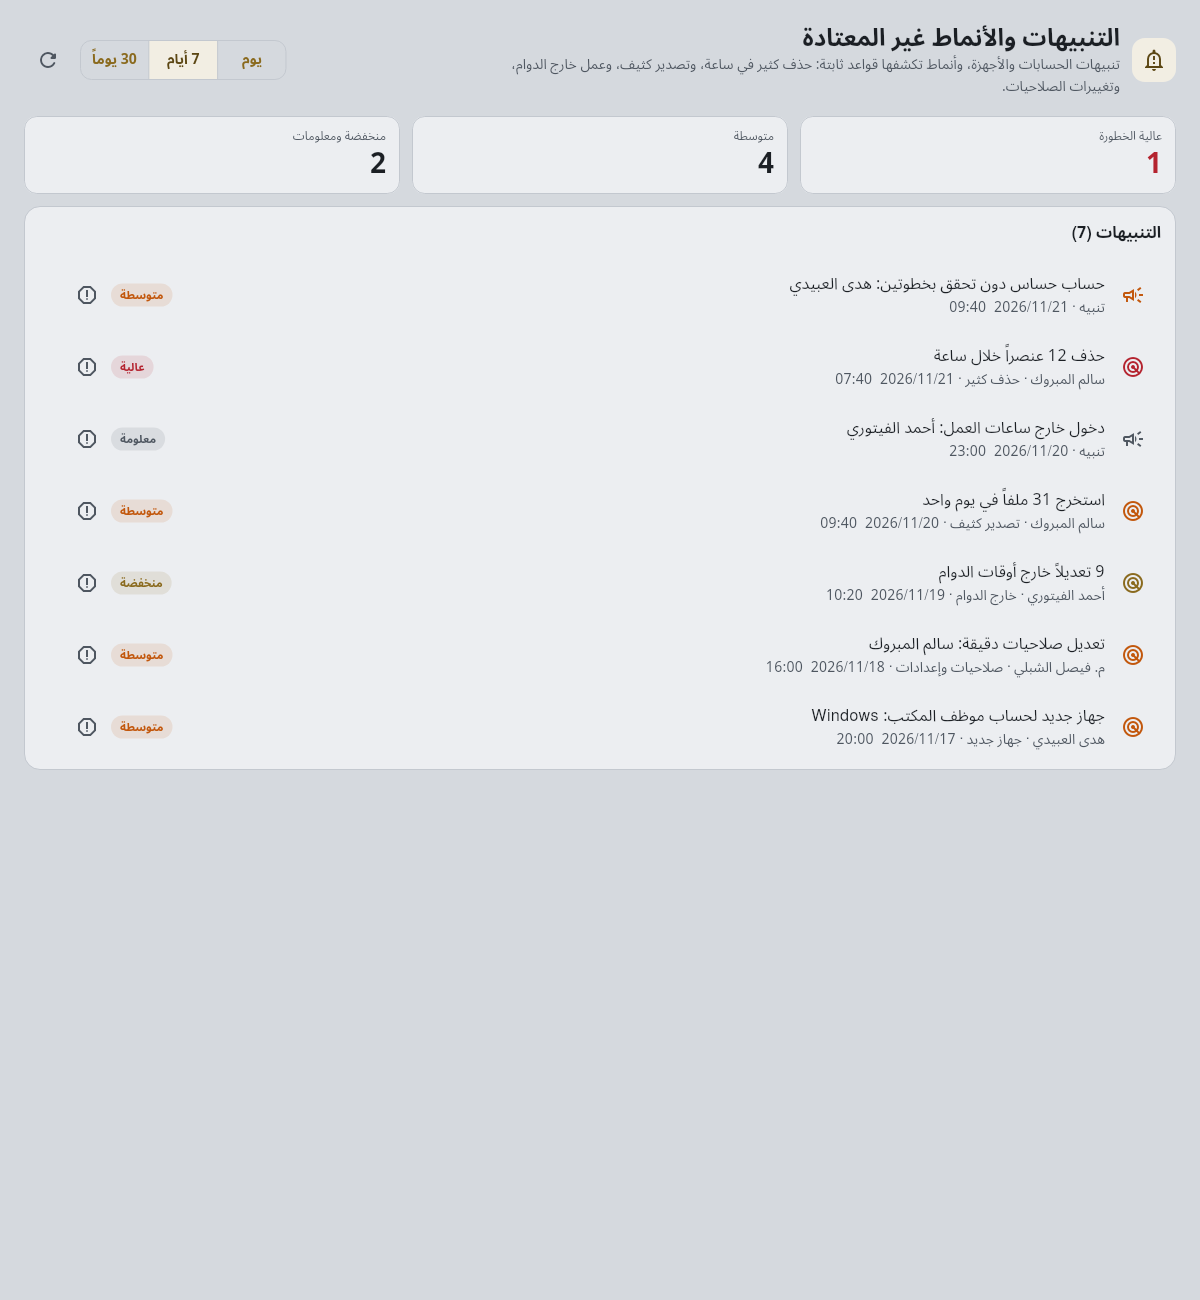 التنبيهات والأنماط غير المعتادة
تنبيهات الحسابات والأجهزة، وأنماط تكشفها قواعد ثابتة: حذف كثير في ساعة، وتصدير كثيف، وعمل خارج الدوام،
وتغييرات الصلاحيات.
يوم
7 أيام
30 يوماً
عالية الخطورة
1
متوسطة
4
منخفضة ومعلومات
2
التنبيهات (7)
حساب حساس دون تحقق بخطوتين: هدى العبيدي
تنبيه · 2026/11/21 09:40
متوسطة
حذف 12 عنصراً خلال ساعة
سالم المبروك · حذف كثير · 2026/11/21 07:40
عالية
دخول خارج ساعات العمل: أحمد الفيتوري
تنبيه · 2026/11/20 23:00
معلومة
استخرج 31 ملفاً في يوم واحد
سالم المبروك · تصدير كثيف · 2026/11/20 09:40
متوسطة
9 تعديلاً خارج أوقات الدوام
أحمد الفيتوري · خارج الدوام · 2026/11/19 10:20
منخفضة
تعديل صلاحيات دقيقة: سالم المبروك
م. فيصل الشبلي · صلاحيات وإعدادات · 2026/11/18 16:00
متوسطة
جهاز جديد لحساب موظف المكتب: Windows
هدى العبيدي · جهاز جديد · 2026/11/17 20:00
متوسطة